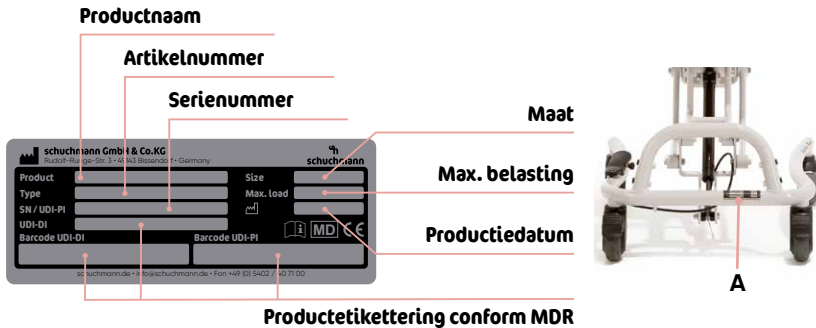 Productnaam
Artikelnummer
Serienummer
Maat
Max. belasting
Productiedatum
schuchmann GmbH & Co.KG
Rudolf-Runge-Str. 3 • 49143 Bissendorf • Germany
schuchmann
Product
Size
Type
Max. load
SN / UDI-PI
UDI-DI
MD CE
Barcode UDI-DI
Barcode UDI-PI
schuchmann.de • info@schuchmann.de • Fon +49 (0) 5402 / 40 71 00
A
Productetikettering conform MDR